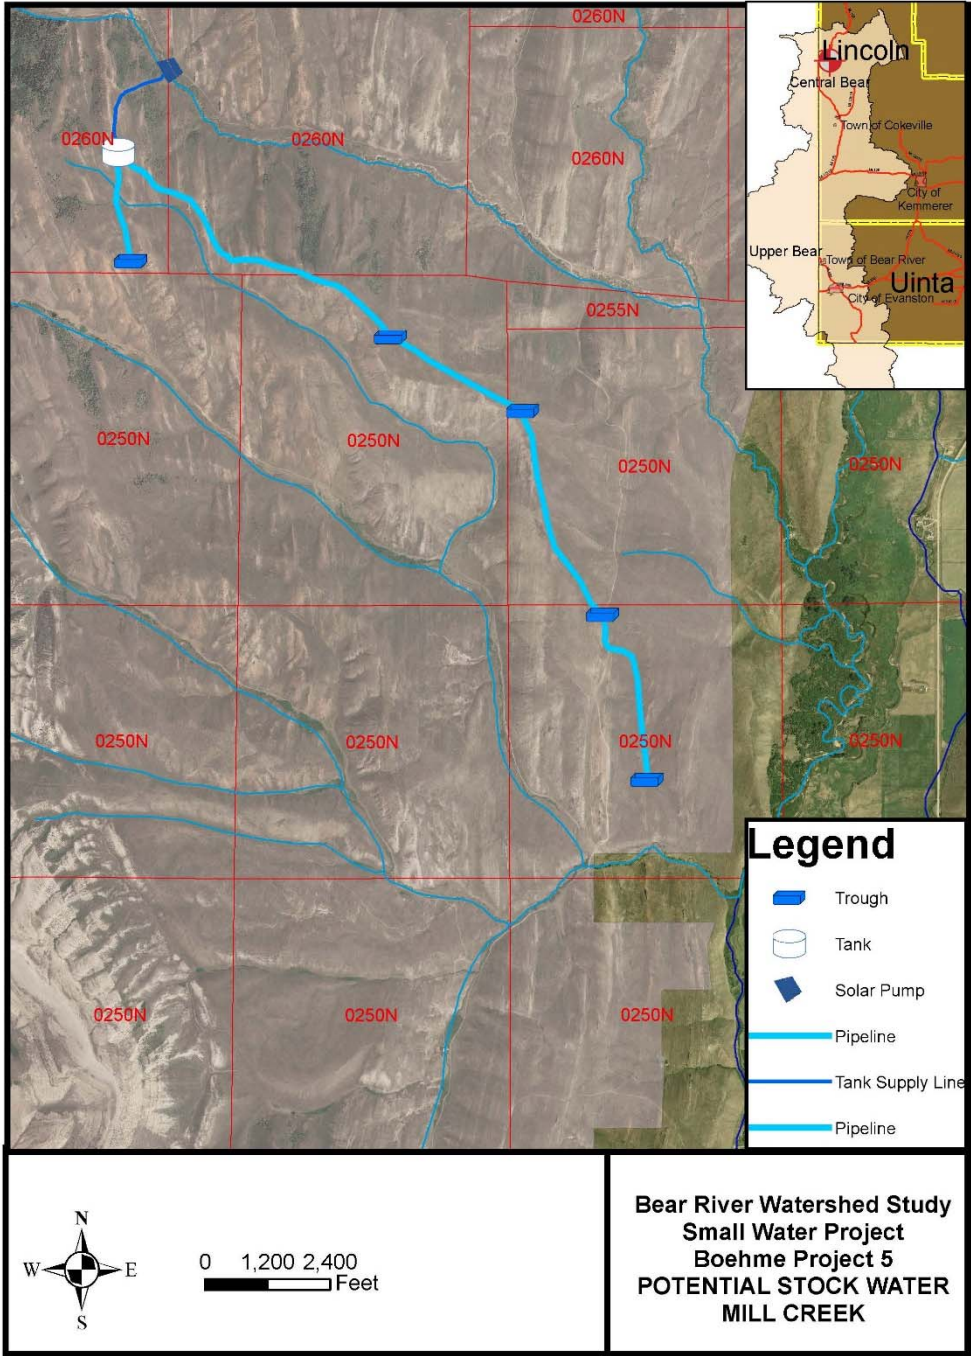 0260N
0260N
0260N
0260N
0255N
0250N
0250N
0250N
0250N
0250N
0250N
0250N
0250N
0250N
0250N
0250N
Lincoln
Central Bear
Town of Cokeville
City of
Kemmerer
Upper Bear
Town of Bear River
Uinta
City of Evanston
Legend
Trough
Tank
Solar Pump
Pipeline
Tank Supply Line
Pipeline
N
W
E
S
0 1,200 2,400
Feet
Bear River Watershed Study
Small Water Project
Boehme Project 5
POTENTIAL STOCK WATER
MILL CREEK